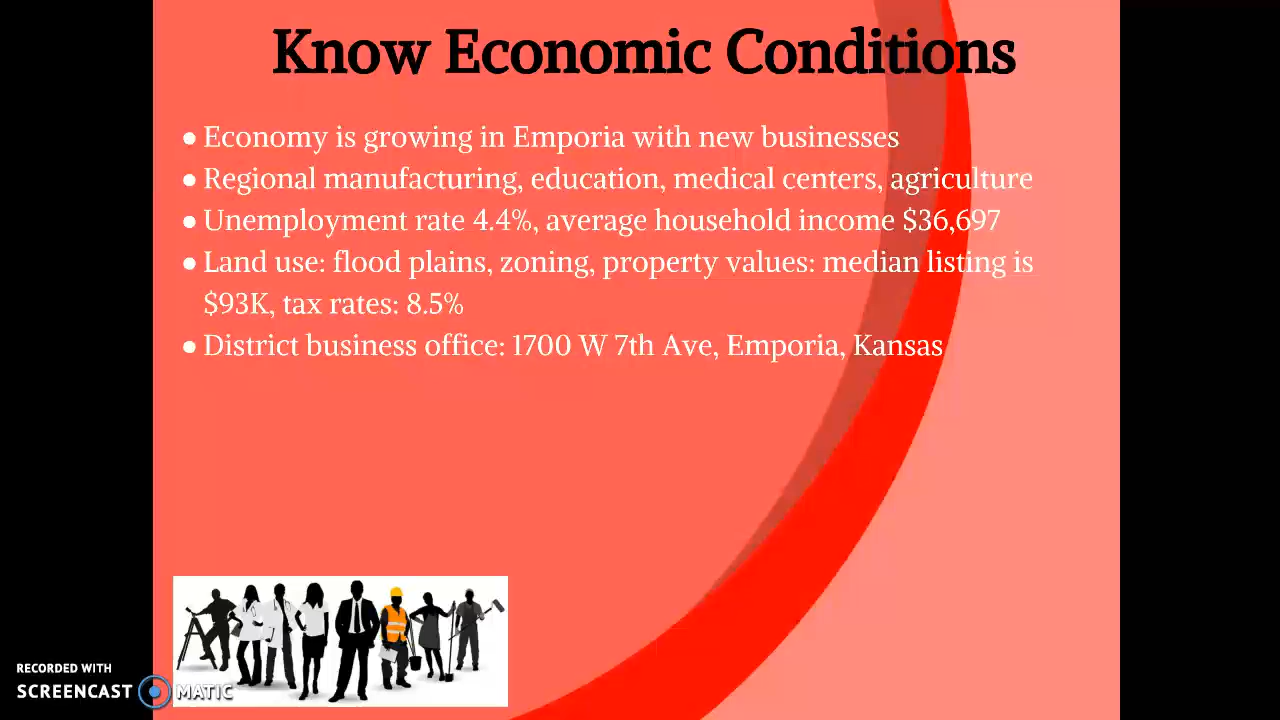 Know Economic Conditions
● Economy is growing in Emporia with new businesses
● Regional manufacturing, education, medical centers, agriculture
● Unemployment rate 4.4%, average household income $36,697
● Land use: flood plains, zoning, property values: median listing is
$93K, tax rates: 8.5%
● District business office: 1700 W 7th Ave, Emporia, Kansas
RECORDED WITH
SCREENCAST MATIC